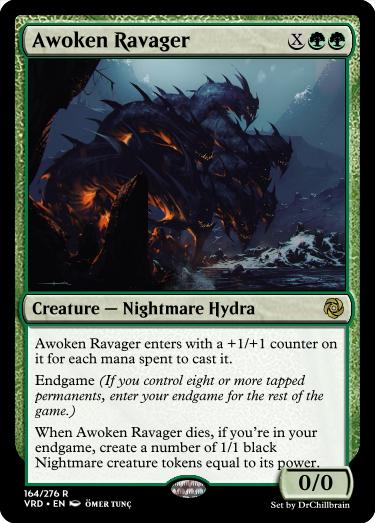 Awoken Ravager X
Creature — Nightmare Hydra
Awoken Ravager enters with a +1/+1 counter on
it for each mana spent to cast it.
Endgame (If you control eight or more tapped
permanents, enter your endgame for the rest of the
game.)
When Awoken Ravager dies, if you're in your
endgame, create a number of 1/1 black
Nightmare creature tokens equal to its power.
0/0
164/276 R
VRD • EN ÖMER TUNÇ
Set by DrChillbrain